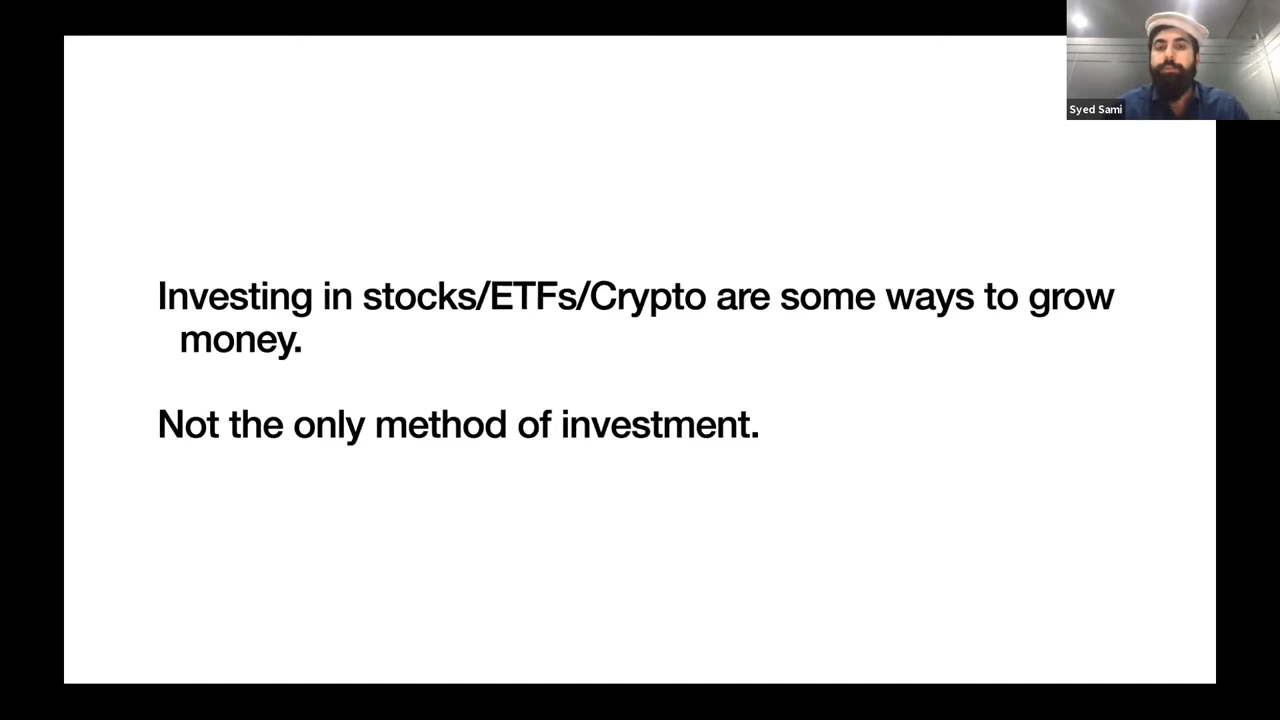 Syed Sami
Investing in stocks/ETFs/Crypto are some ways to grow
money.
Not the only method of investment.